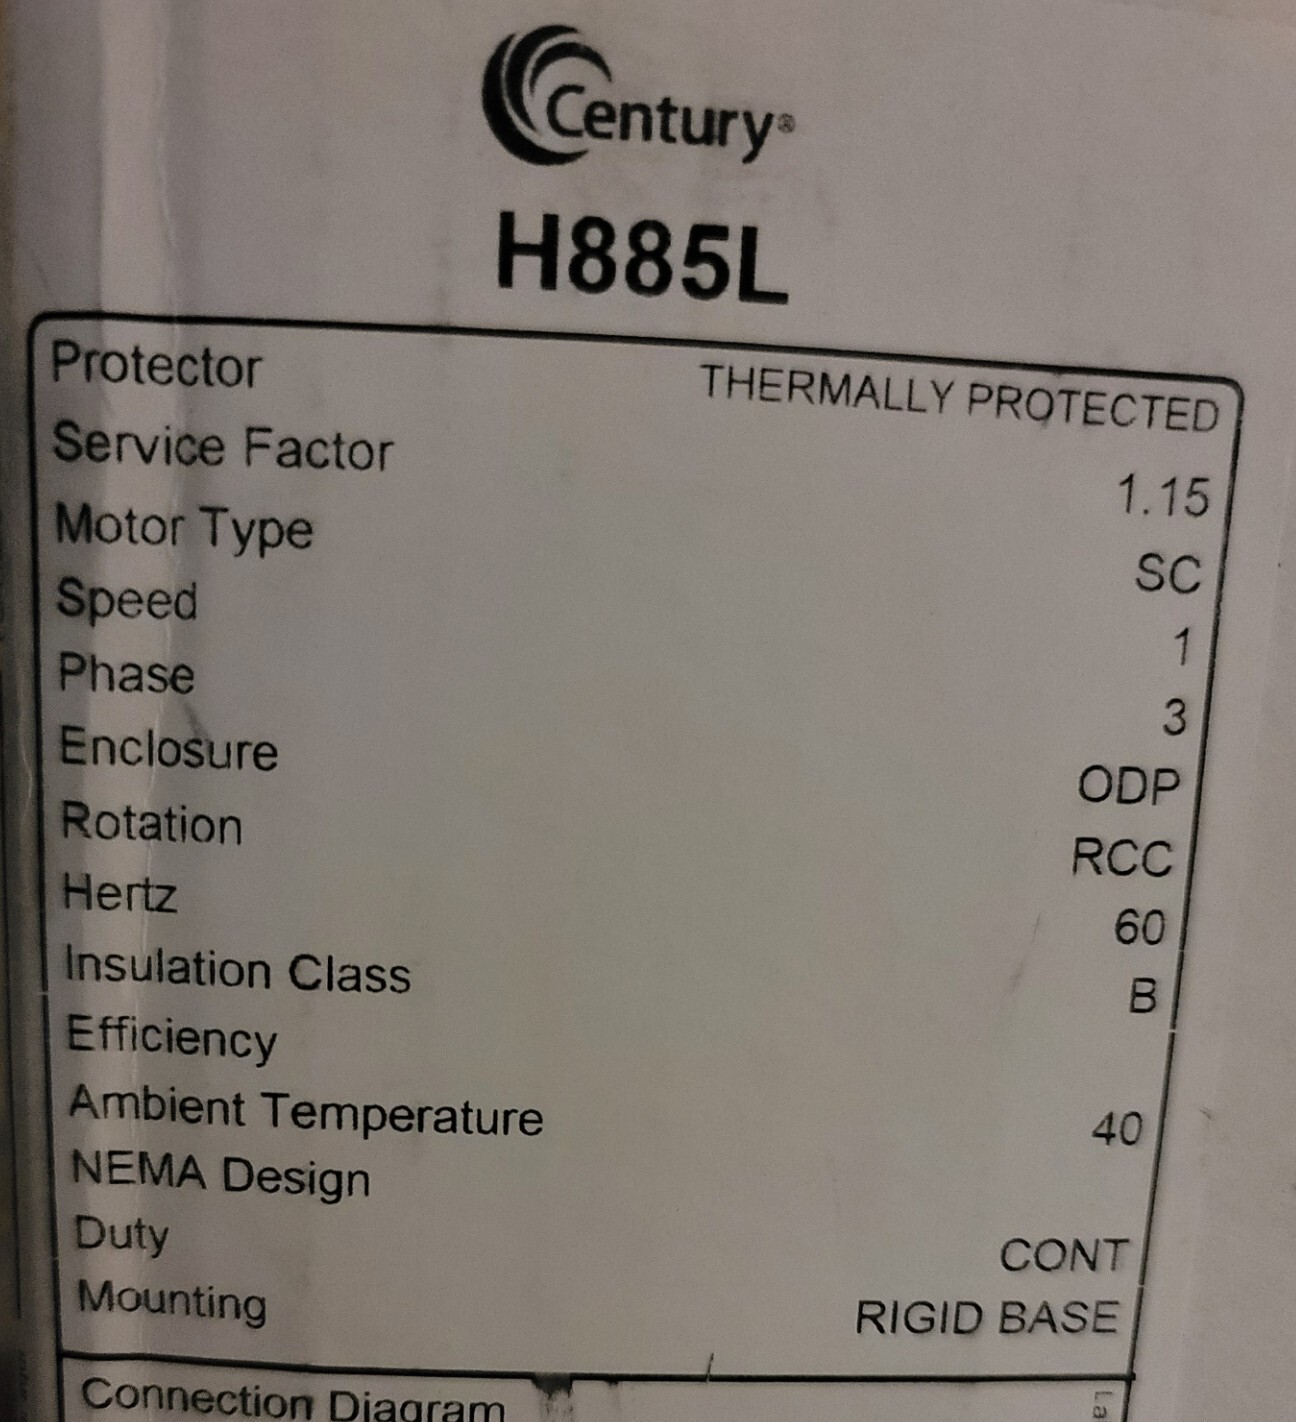 Century®
H885L
Protector THERMALLY PROTECTED
Service Factor 1.15
Motor Type SC
Speed 1
Phase 3
Enclosure ODP
Rotation RCC
Hertz 60
Insulation Class B
Efficiency
Ambient Temperature 40
NEMA Design
Duty CONT
Mounting RIGID BASE
Connection Diagram
La